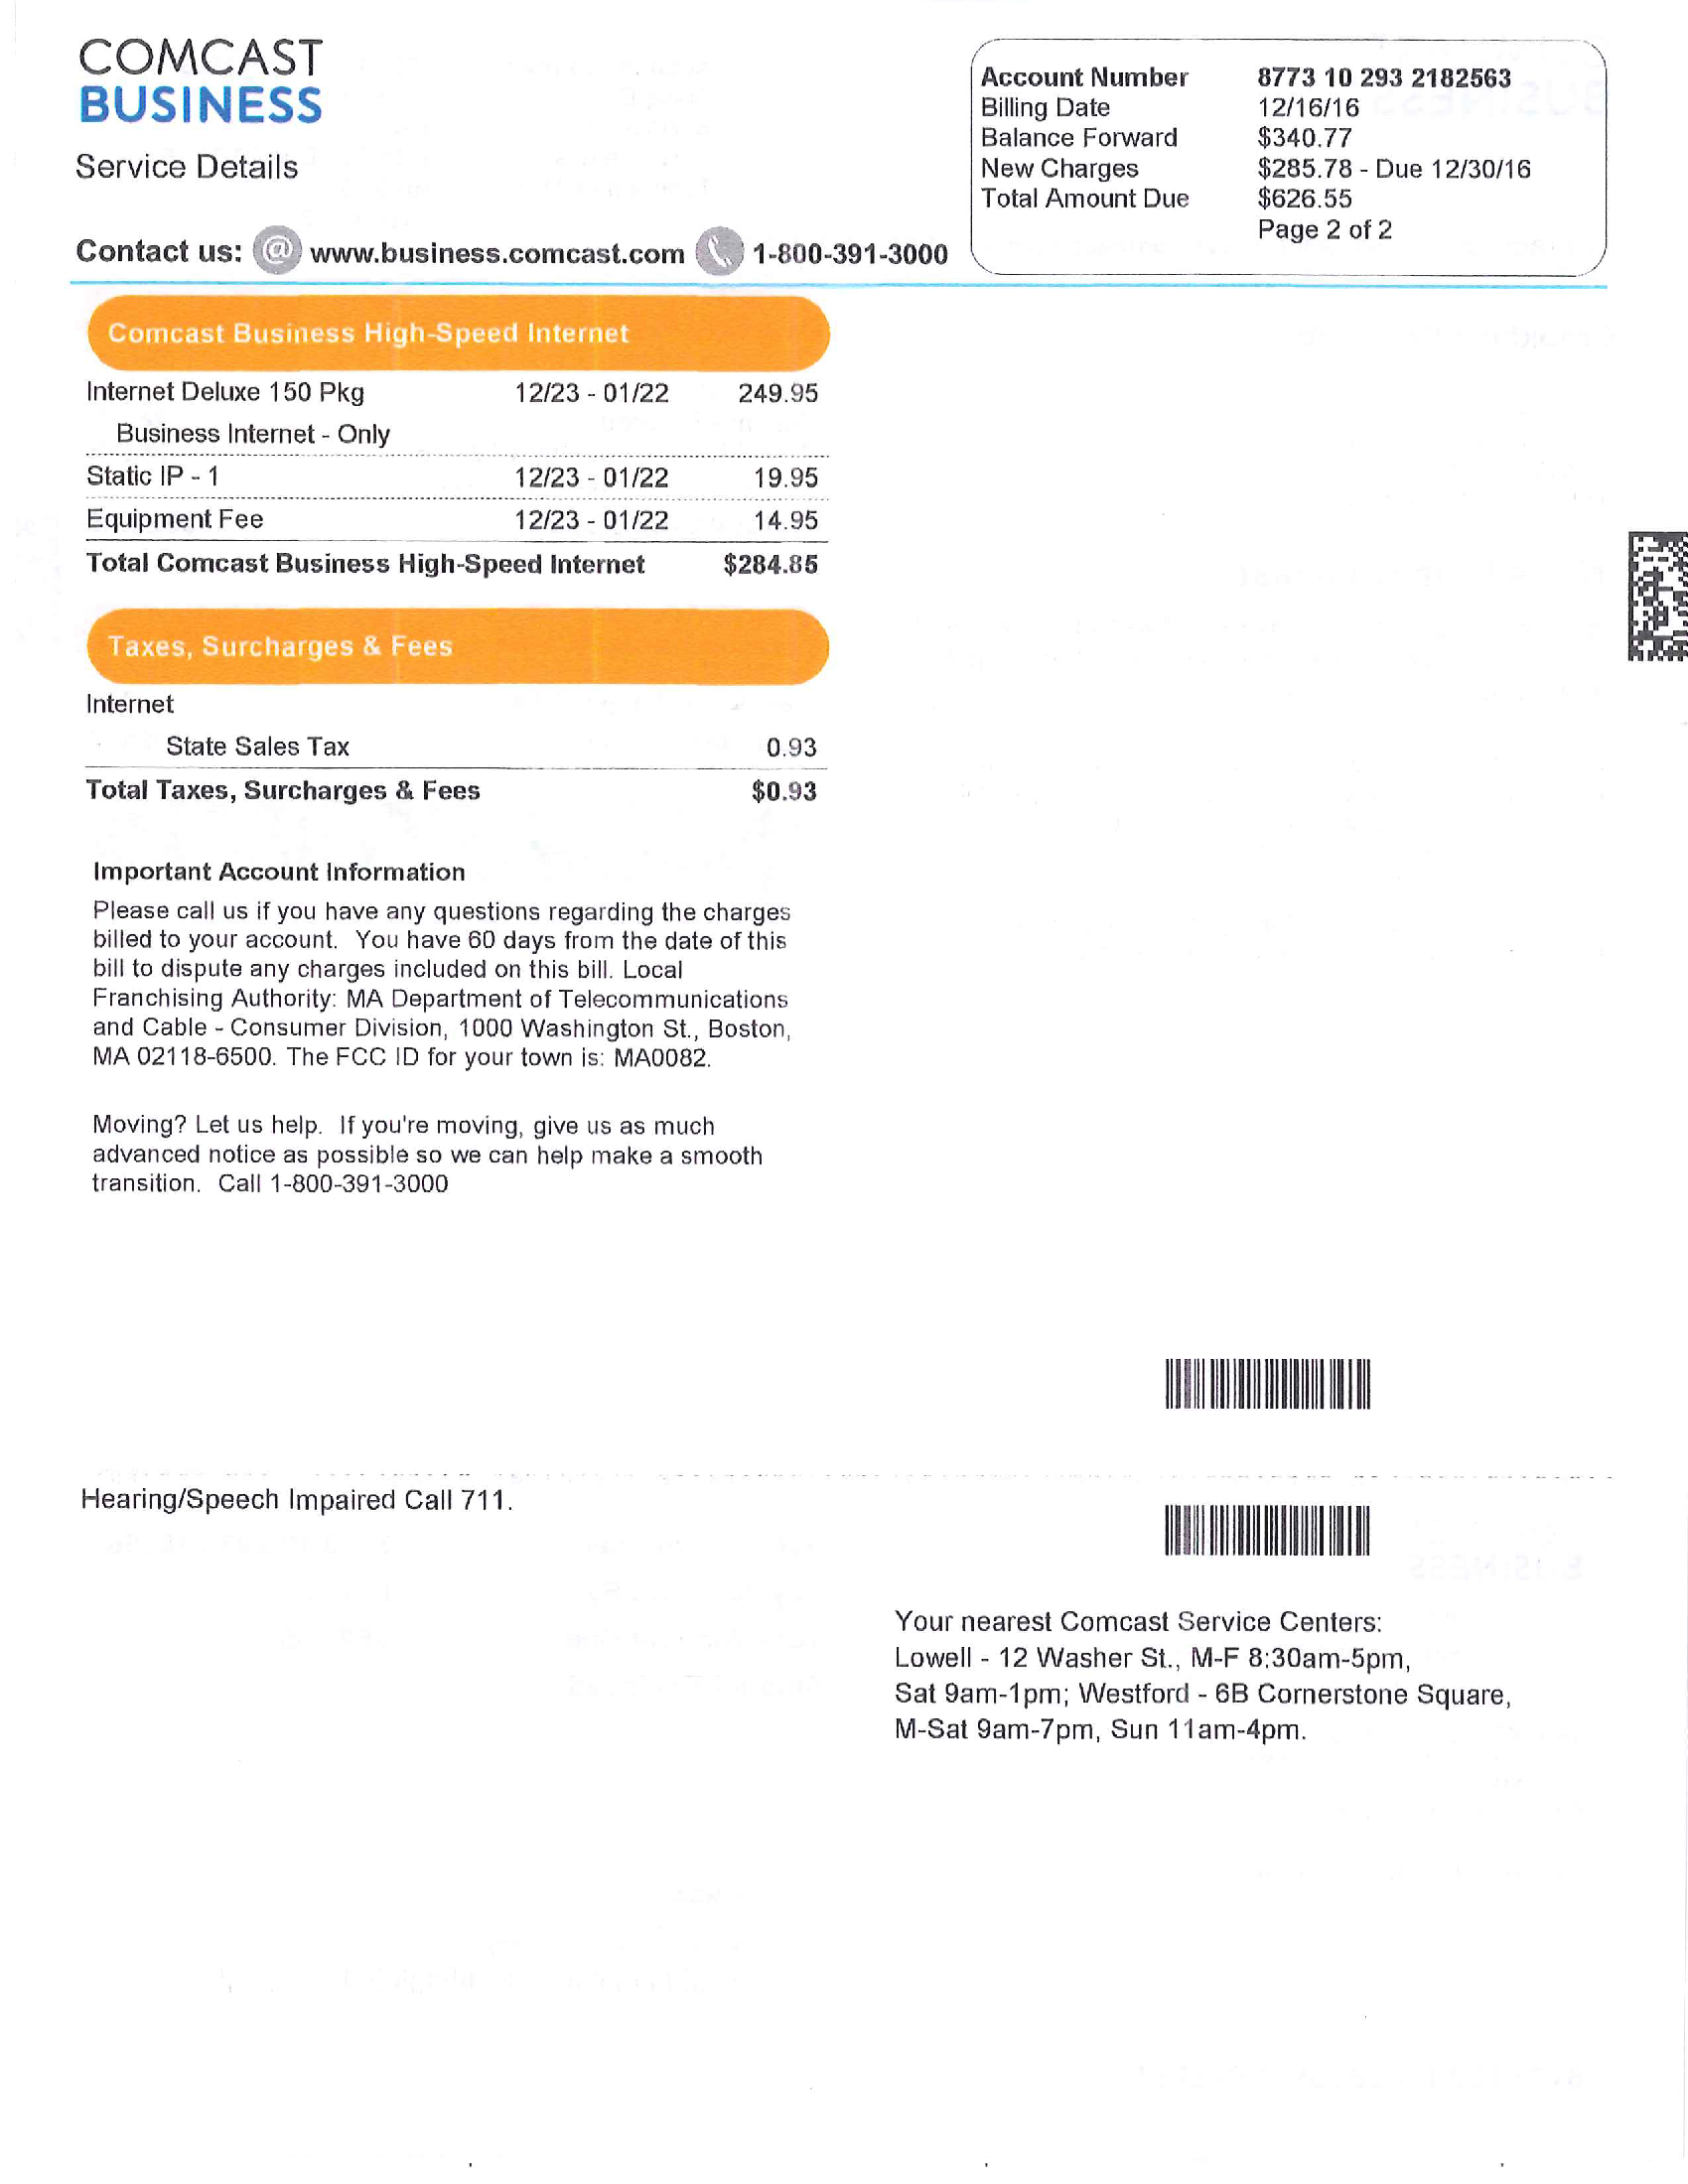 COMCAST
BUSINESS
Service Details
Contact us: @ www.business.comcast.com 1-800-391-3000
Account Number 8773 10 293 2182563
Billing Date 12/16/16
Balance Forward $340.77
New Charges $285.78 - Due 12/30/16
Total Amount Due $626.55
Page 2 of 2
Comcast Business High-Speed Internet
Internet Deluxe 150 Pkg 12/23 - 01/22 249.95
Business Internet - Only
Static IP - 1 12/23 - 01/22 19.95
Equipment Fee 12/23 - 01/22 14.95
Total Comcast Business High-Speed Internet $284.85
Taxes, Surcharges & Fees
Internet
State Sales Tax 0.93
Total Taxes, Surcharges & Fees $0.93
Important Account Information
Please call us if you have any questions regarding the charges
billed to your account. You have 60 days from the date of this
bill to dispute any charges included on this bill. Local
Franchising Authority: MA Department of Telecommunications
and Cable - Consumer Division, 1000 Washington St., Boston,
MA 02118-6500. The FCC ID for your town is: MA0082.
Moving? Let us help. If you're moving, give us as much
advanced notice as possible so we can help make a smooth
transition. Call 1-800-391-3000
Hearing/Speech Impaired Call 711.
Your nearest Comcast Service Centers:
Lowell - 12 Washer St., M-F 8:30am-5pm,
Sat 9am-1pm; Westford - 6B Cornerstone Square,
M-Sat 9am-7pm, Sun 11am-4pm.